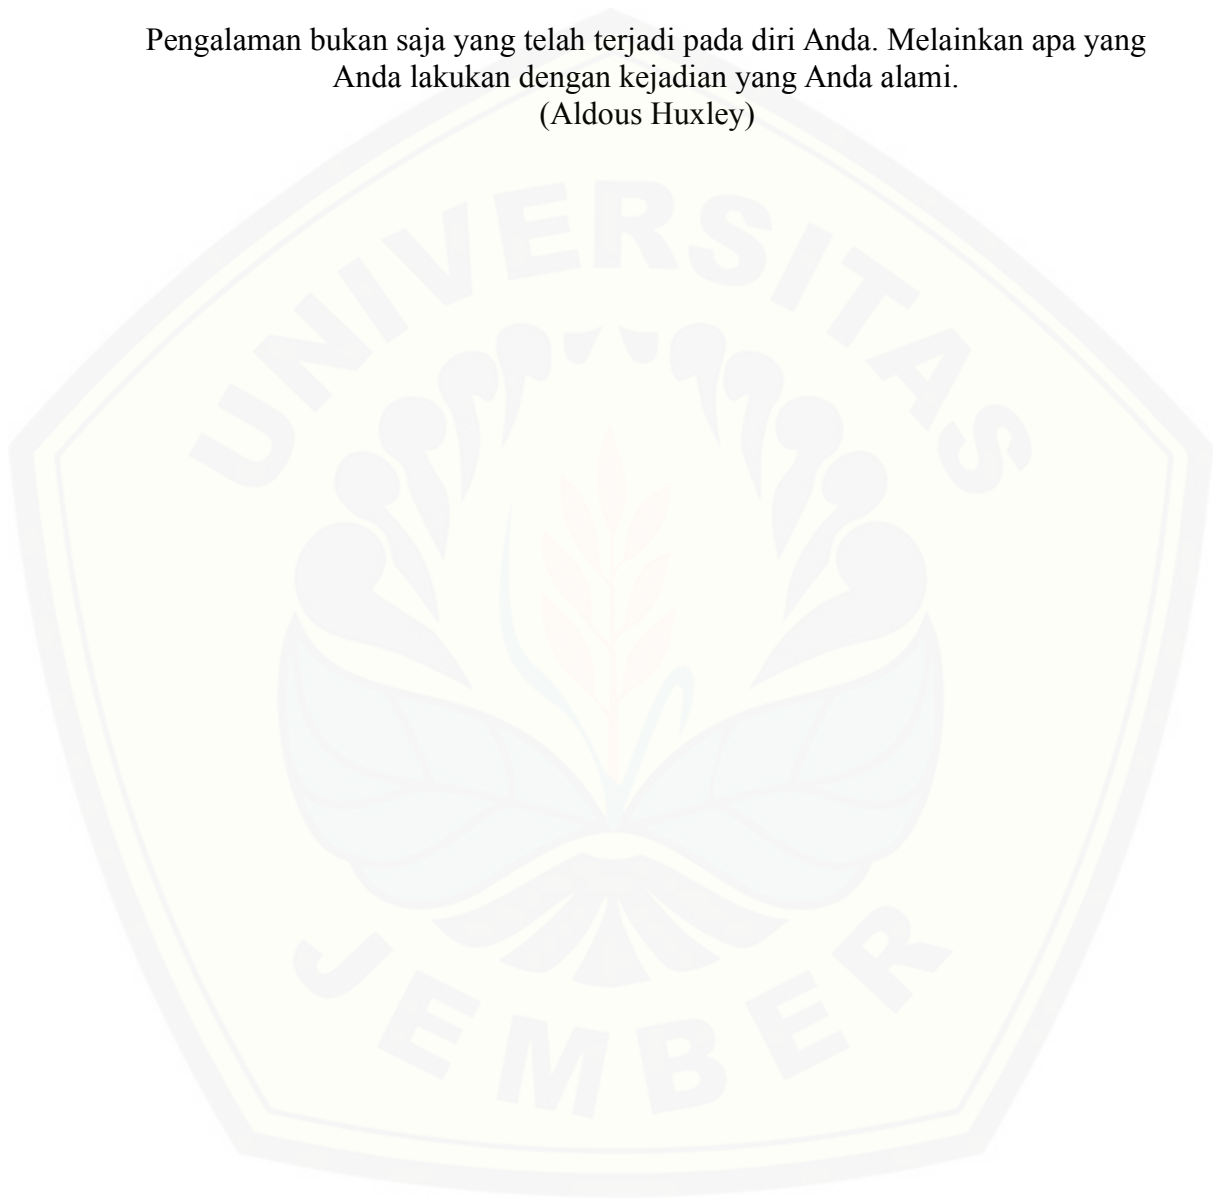 Pengalaman bukan saja yang telah terjadi pada diri Anda. Melainkan apa yang
Anda lakukan dengan kejadian yang Anda alami.
(Aldous Huxley)
UNIVERSITAS
JEMBER